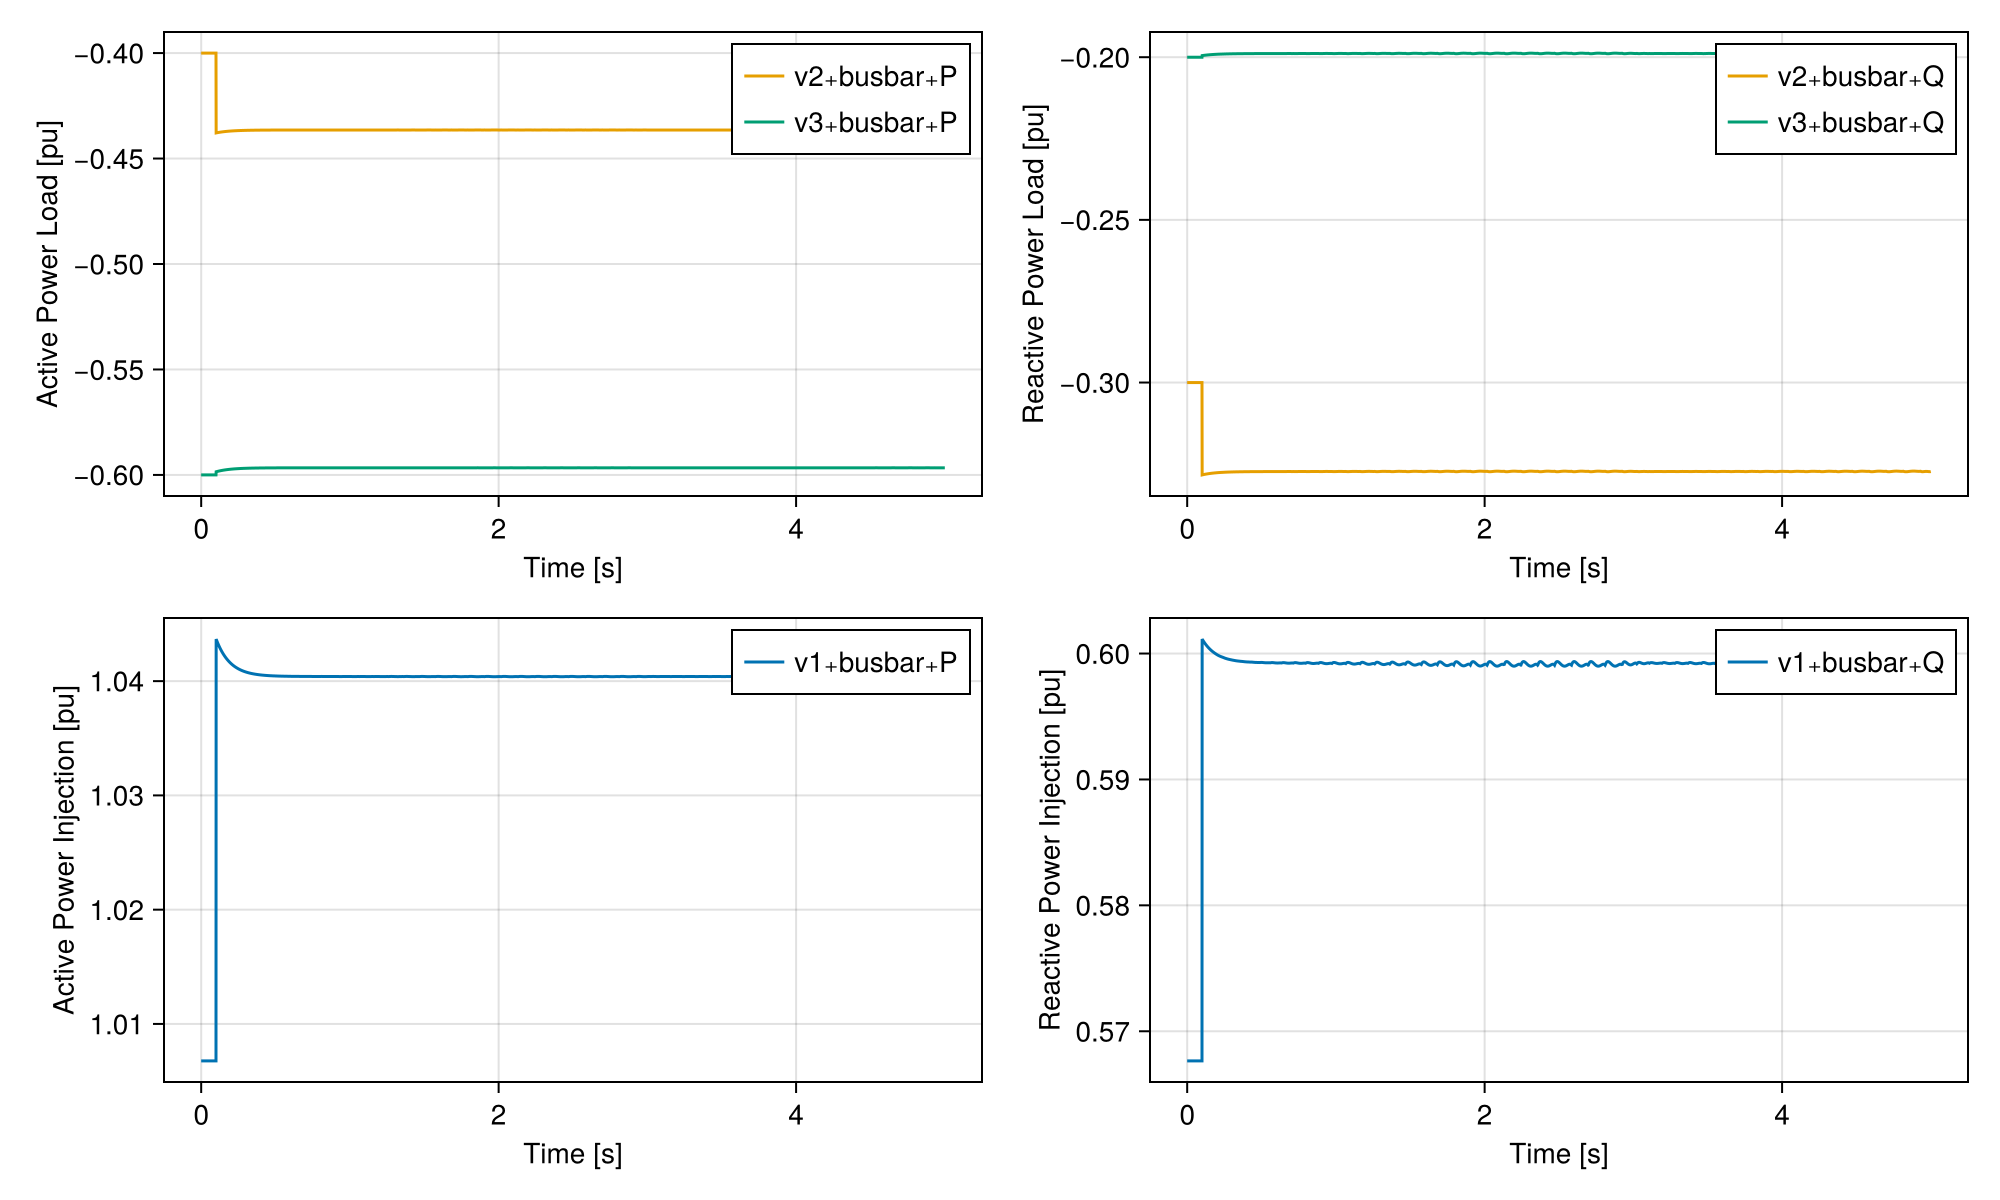 Active Power Load [pu]
−0.40
−0.45
−0.50
−0.55
−0.60
v2₊busbar₊P
v3₊busbar₊P
0 2 4
Time [s]
Reactive Power Load [pu]
−0.20
−0.25
−0.30
v2₊busbar₊Q
v3₊busbar₊Q
0 2 4
Time [s]
Active Power Injection [pu]
1.04
1.03
1.02
1.01
v1₊busbar₊P
0 2 4
Time [s]
Reactive Power Injection [pu]
0.60
0.59
0.58
0.57
v1₊busbar₊Q
0 2 4
Time [s]